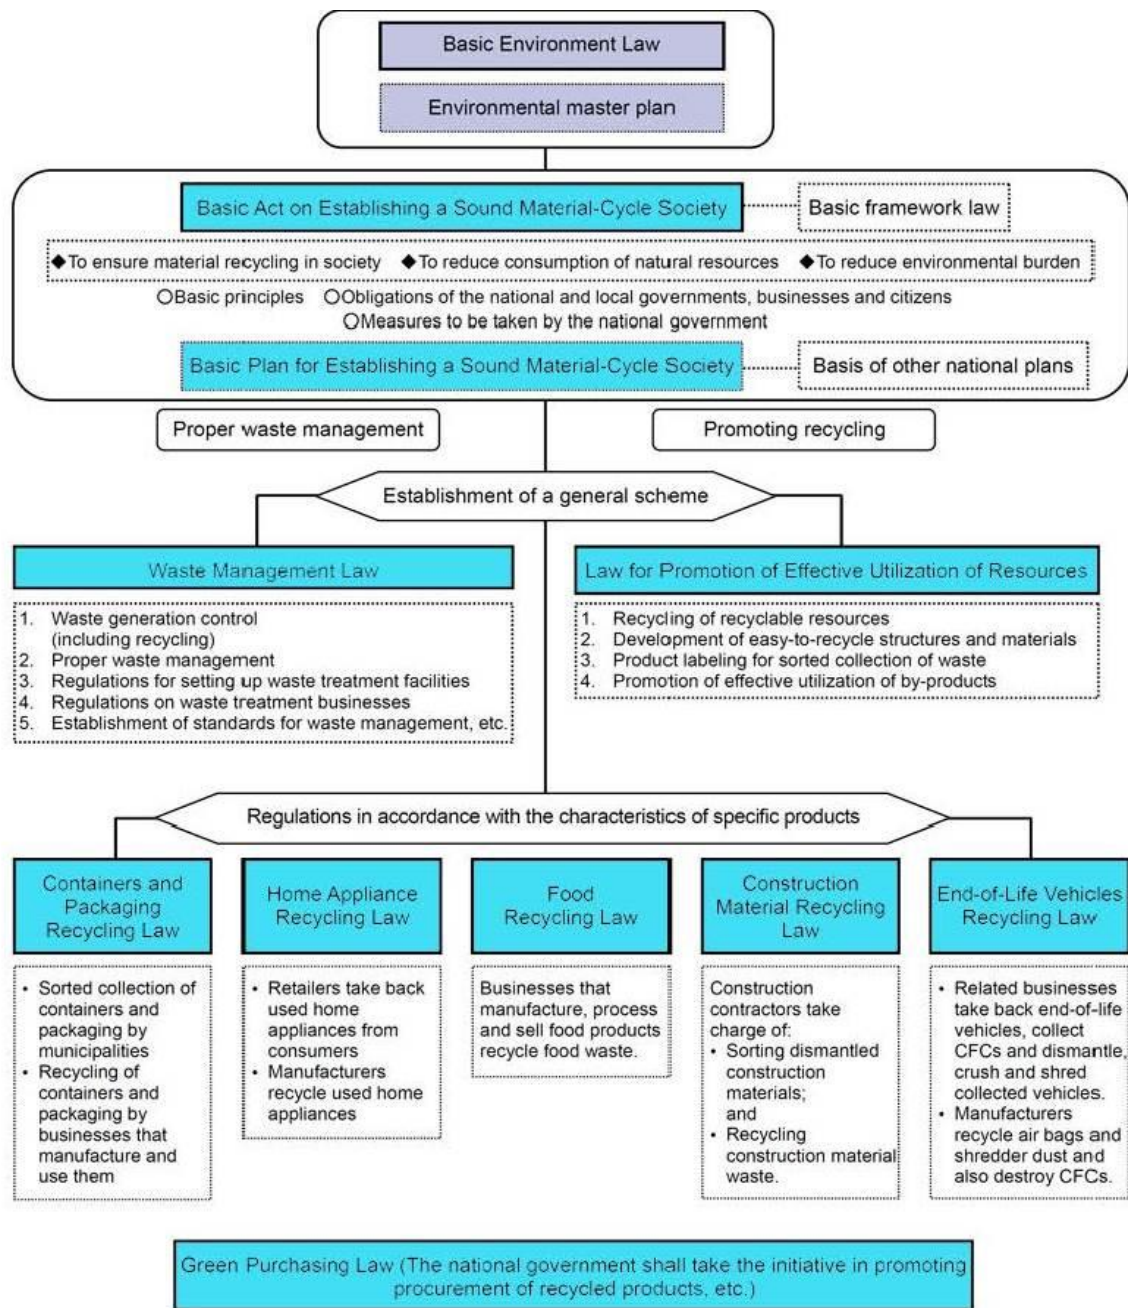 Basic Environment Law
Environmental master plan
Basic Act on Establishing a Sound Material-Cycle Society
Basic framework law
◆To ensure material recycling in society ◆To reduce consumption of natural resources ◆To reduce environmental burden
○Basic principles ○Obligations of the national and local governments, businesses and citizens
○Measures to be taken by the national government
Basic Plan for Establishing a Sound Material-Cycle Society
Basis of other national plans
Proper waste management
Promoting recycling
Establishment of a general scheme
Waste Management Law
1. Waste generation control
(including recycling)
2. Proper waste management
3. Regulations for setting up waste treatment facilities
4. Regulations on waste treatment businesses
5. Establishment of standards for waste management, etc.
Law for Promotion of Effective Utilization of Resources
1. Recycling of recyclable resources
2. Development of easy-to-recycle structures and materials
3. Product labeling for sorted collection of waste
4. Promotion of effective utilization of by-products
Regulations in accordance with the characteristics of specific products
Containers and
Packaging
Recycling Law
• Sorted collection of
containers and
packaging by
municipalities
• Recycling of
containers and
packaging by
businesses that
manufacture and
use them
Home Appliance
Recycling Law
• Retailers take back
used home
appliances from
consumers
• Manufacturers
recycle used home
appliances
Food
Recycling Law
Businesses that
manufacture, process
and sell food products
recycle food waste.
Construction
Material Recycling
Law
Construction
contractors take
charge of:
• Sorting dismantled
construction
materials;
and
• Recycling
construction material
waste.
End-of-Life Vehicles
Recycling Law
• Related businesses
take back end-of-life
vehicles, collect
CFCs and dismantle,
crush and shred
collected vehicles.
• Manufacturers
recycle air bags and
shredder dust and
also destroy CFCs.
Green Purchasing Law (The national government shall take the initiative in promoting
procurement of recycled products, etc.)